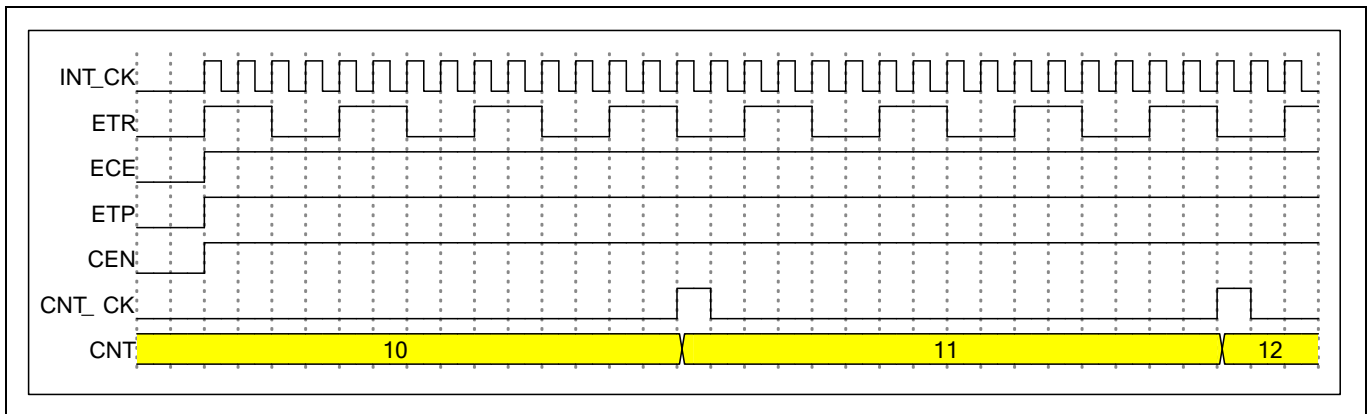 INT_CK
ETR
ECE
ETP
CEN
CNT_ CK
CNT 10 11 12